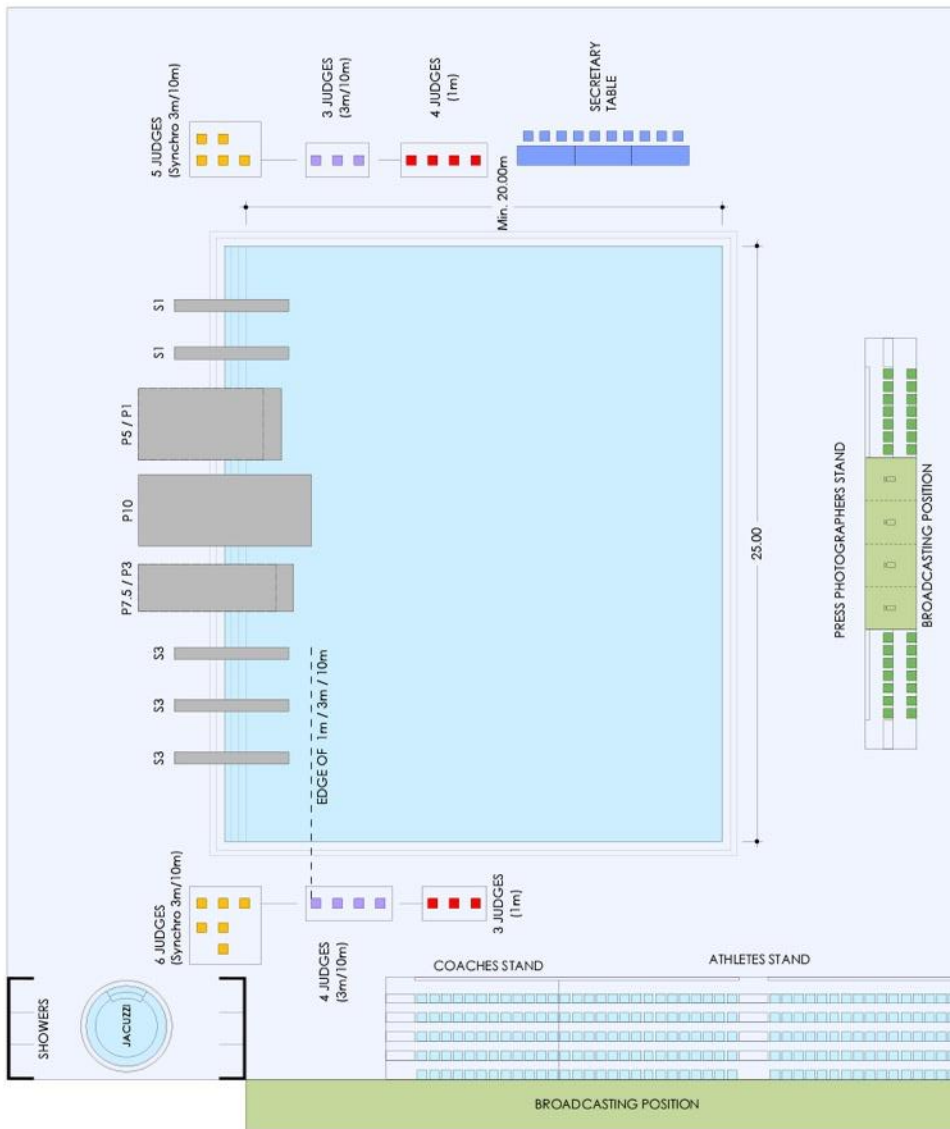 5 JUDGES
(Synchro 3m/10m)
3 JUDGES
(3m/10m)
4 JUDGES
(1m)
SECRETARY
TABLE
Min. 20.00m
S1
S1
P5 / P1
P10
P7.5 / P3
S3
S3
S3
EDGE OF 1m / 3m / 10m
25.00
PRESS PHOTOGRAPHERS STAND
BROADCASTING POSITION
6 JUDGES
(Synchro 3m/10m)
4 JUDGES
(3m/10m)
3 JUDGES
(1m)
SHOWERS
JACUZZI
COACHES STAND
ATHLETES STAND
BROADCASTING POSITION